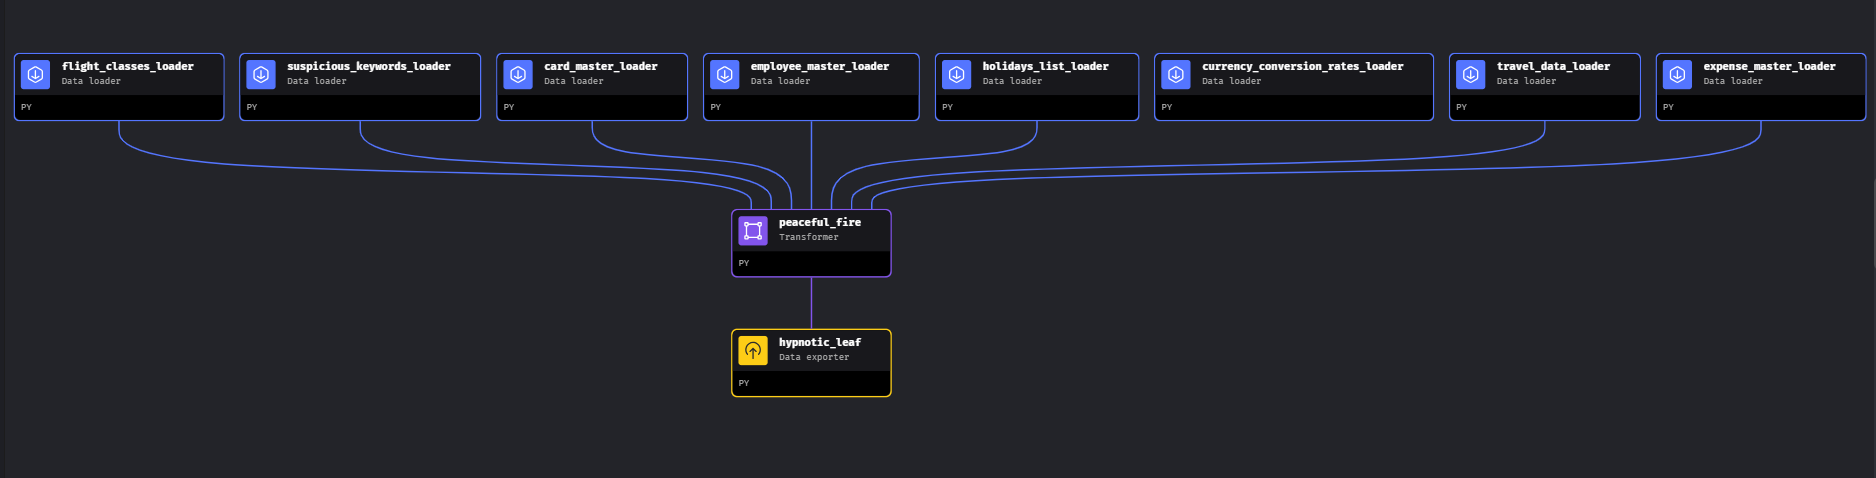 flight_classes_loader
Data loader
PY
suspicious_keywords_loader
Data loader
PY
card_master_loader
Data loader
PY
employee_master_loader
Data loader
PY
holidays_list_loader
Data loader
PY
currency_conversion_rates_loader
Data loader
PY
travel_data_loader
Data loader
PY
expense_master_loader
Data loader
PY
peaceful_fire
Transformer
PY
hypnotic_leaf
Data exporter
PY